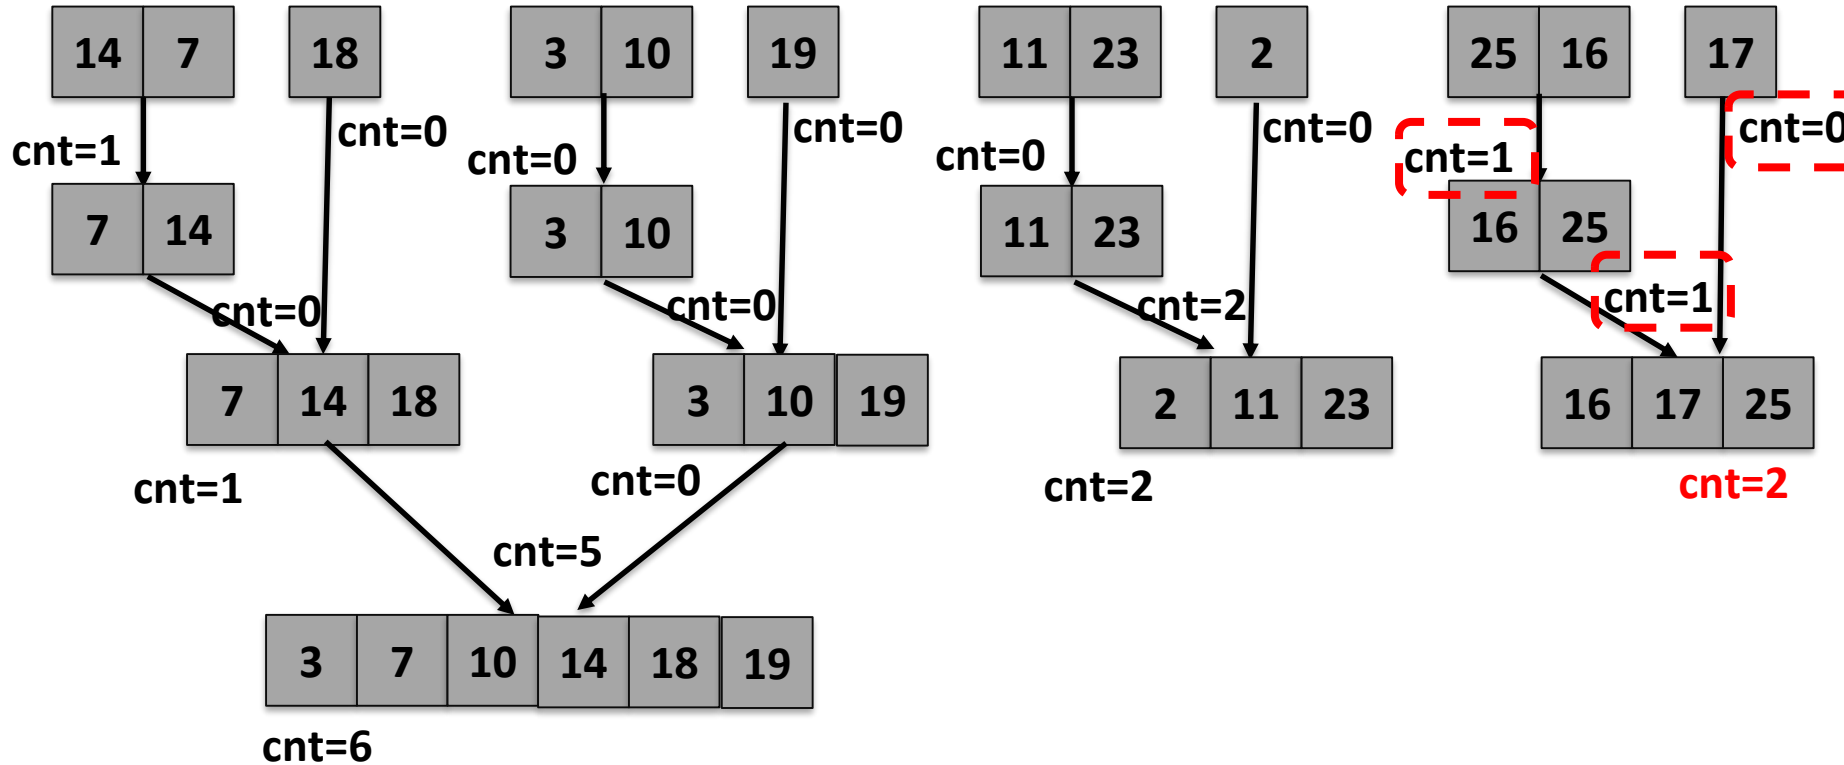 14 7 18 3 10 19 11 23 2 25 16 17
cnt=1 cnt=0 cnt=0 cnt=0 cnt=0 cnt=0 cnt=1 cnt=0
7 14 3 10 11 23 16 25
cnt=0 cnt=0 cnt=2 cnt=1
7 14 18 3 10 19 2 11 23 16 17 25
cnt=1 cnt=0 cnt=2 cnt=2
cnt=5
3 7 10 14 18 19
cnt=6